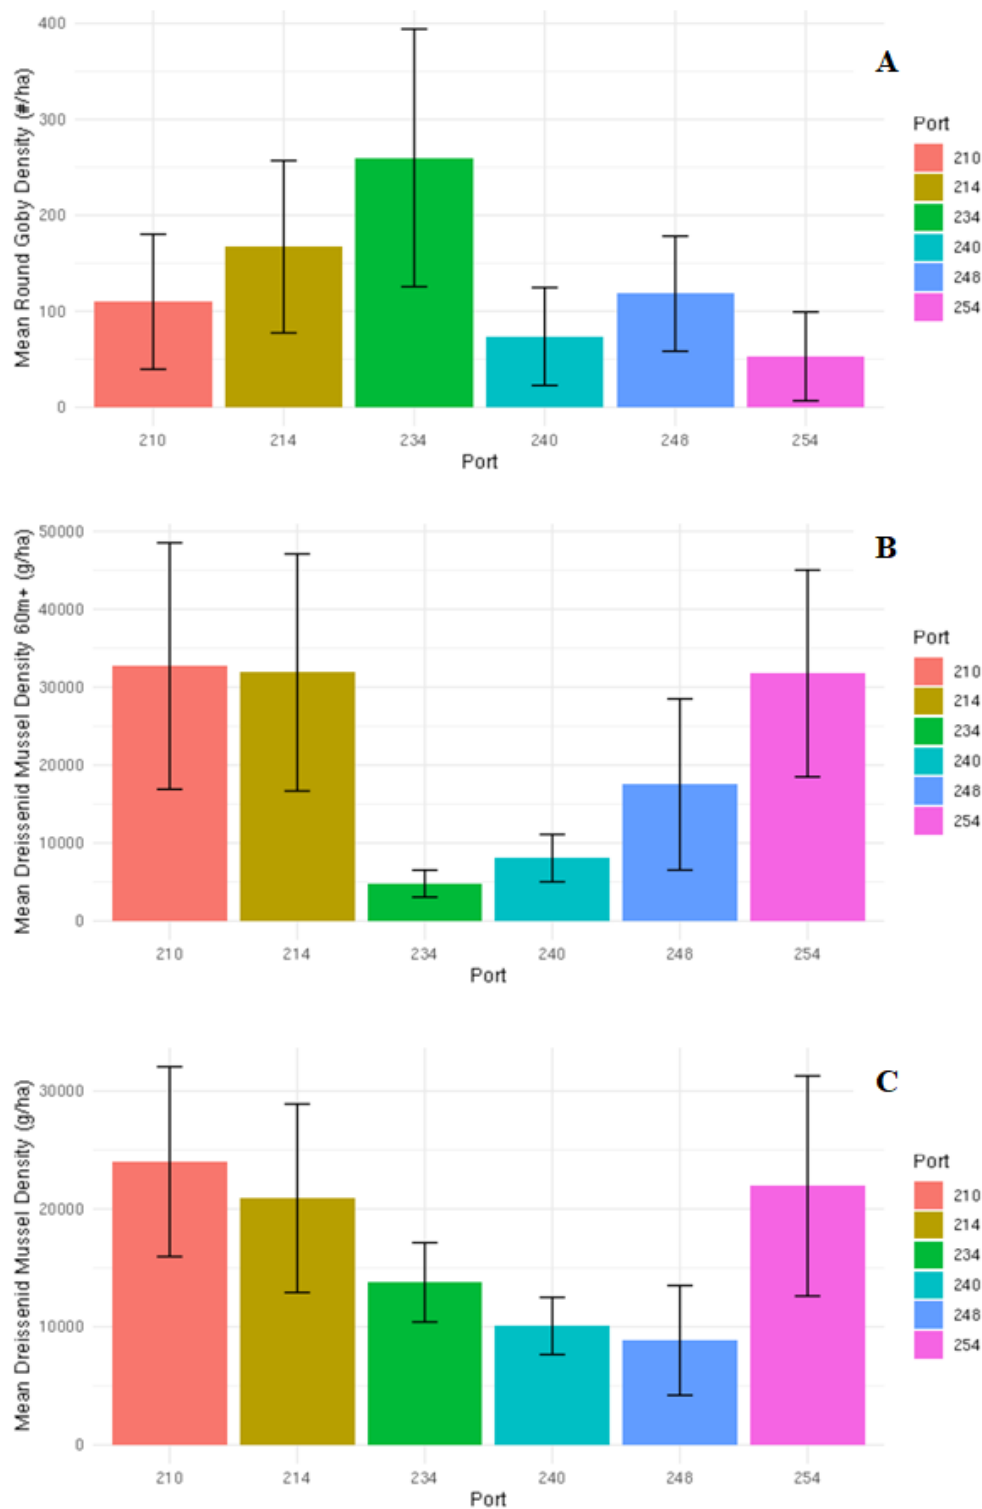 A
Mean Round Goby Density (#/ha)
400
300
200
100
0
210 214 234 240 248 254
Port
Port
210
214
234
240
248
254
B
Mean Dreissenid Mussel Density 60m+ (g/ha)
50000
40000
30000
20000
10000
0
210 214 234 240 248 254
Port
Port
210
214
234
240
248
254
C
Mean Dreissenid Mussel Density (g/ha)
30000
20000
10000
0
210 214 234 240 248 254
Port
Port
210
214
234
240
248
254